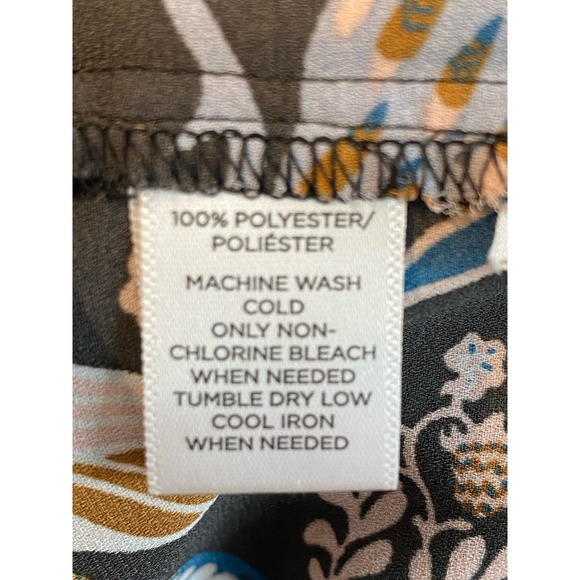 100% POLYESTER/
POLIÉSTER
MACHINE WASH
COLD
ONLY NON-
CHLORINE BLEACH
WHEN NEEDED
TUMBLE DRY LOW
COOL IRON
WHEN NEEDED